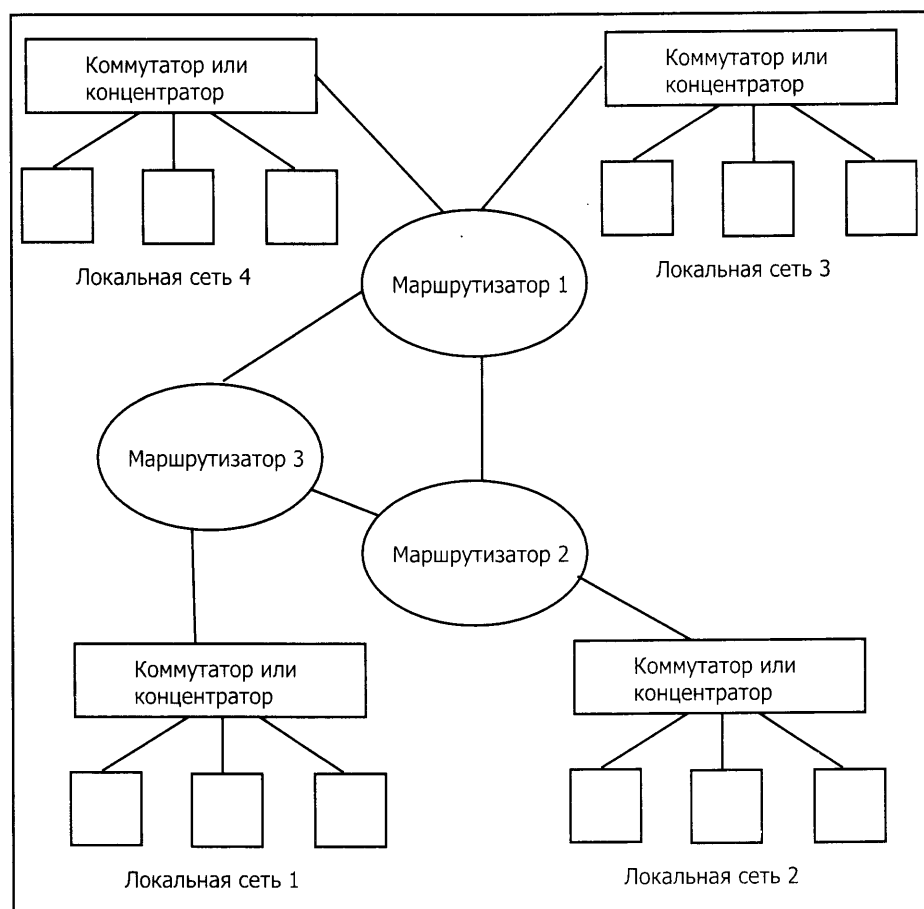 Коммутатор или
концентратор
Коммутатор или
концентратор
Локальная сеть 4
Локальная сеть 3
Маршрутизатор 1
Маршрутизатор 3
Маршрутизатор 2
Коммутатор или
концентратор
Коммутатор или
концентратор
Локальная сеть 1
Локальная сеть 2